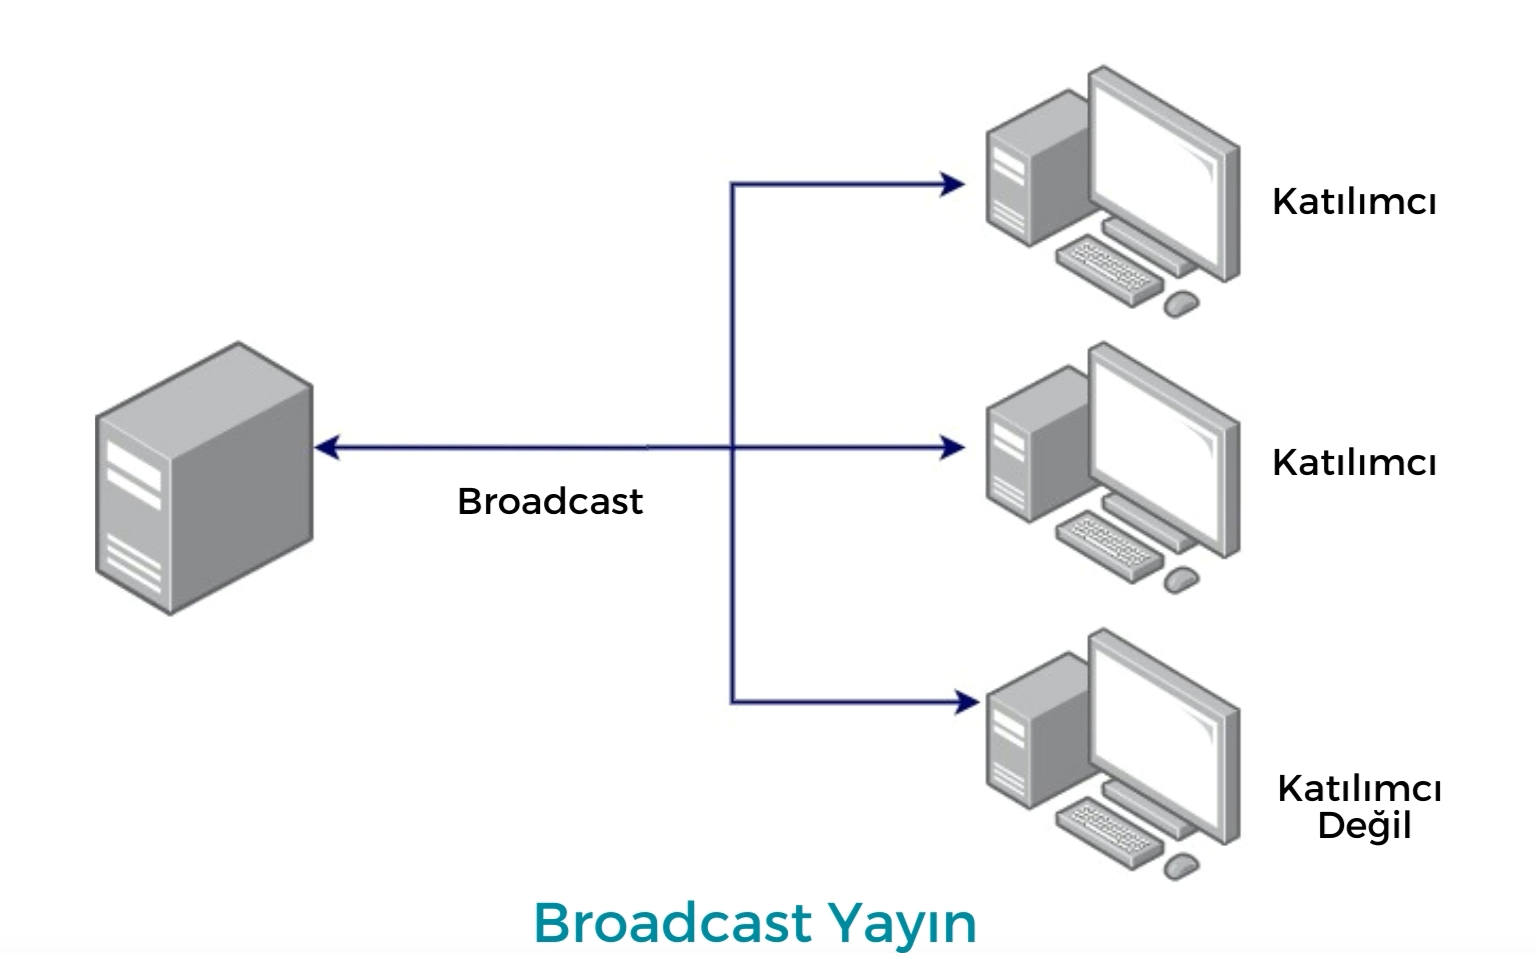 Katılımcı
Katılımcı
Broadcast
Katılımcı
Değil
Broadcast Yayın